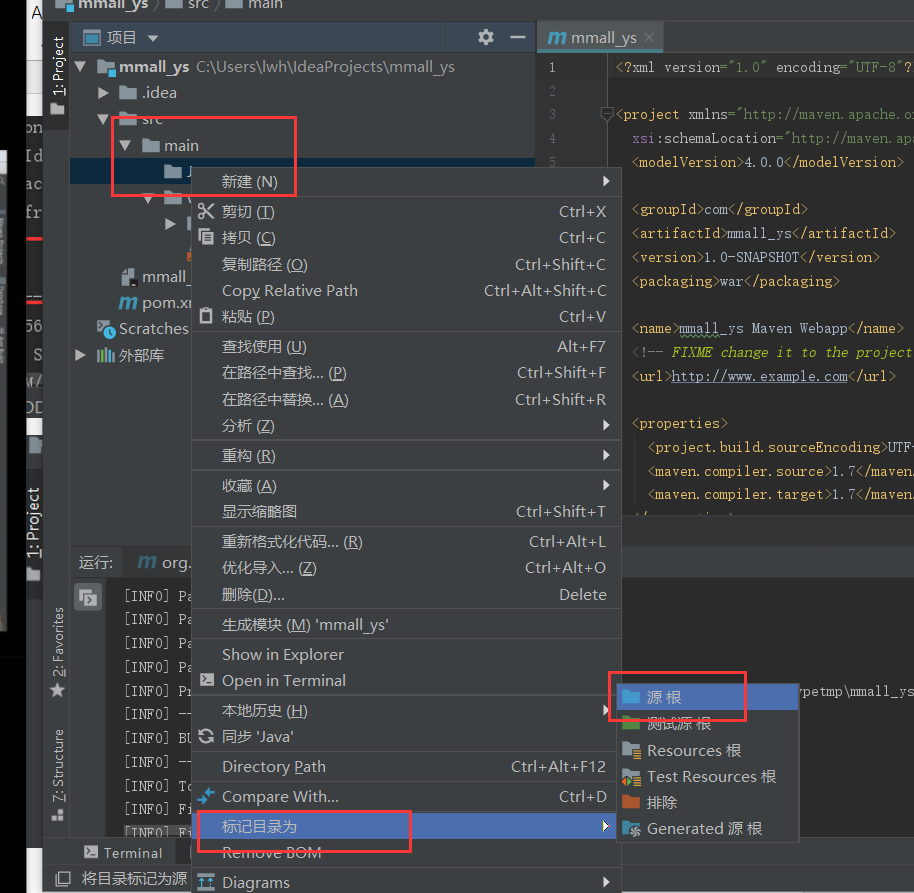 mmall_ys src main
项目
mmall_ys
1: Project
mmall_ys C:\Users\lwh\IdeaProjects\mmall_ys
.idea
src
main
J
mmall_
pom.xm
Scratches
外部库
1 <?xml version="1.0" encoding="UTF-8"?
2
3 <project xmlns="http://maven.apache.or
4 xsi:schemaLocation="http://maven.apa
5 <modelVersion>4.0.0</modelVersion>
<groupId>com</groupId>
<artifactId>mmall_ys</artifactId>
<version>1.0-SNAPSHOT</version>
<packaging>war</packaging>
<name>mmall_ys Maven Webapp</name>
<!-- FIXME change it to the project
<url>http://www.example.com</url>
<properties>
<project.build.sourceEncoding>UTF-
<maven.compiler.source>1.7</maven.
<maven.compiler.target>1.7</maven.
新建 (N)
剪切 (T) Ctrl+X
拷贝 (C) Ctrl+C
复制路径 (O) Ctrl+Shift+C
Copy Relative Path Ctrl+Alt+Shift+C
粘贴 (P) Ctrl+V
查找使用 (U) Alt+F7
在路径中查找... (P) Ctrl+Shift+F
在路径中替换... (A) Ctrl+Shift+R
分析 (Z)
重构 (R)
收藏 (A)
显示缩略图 Ctrl+Shift+T
重新格式化代码... (R) Ctrl+Alt+L
优化导入... (Z) Ctrl+Alt+O
删除(D)... Delete
生成模块 (M) 'mmall_ys'
Show in Explorer
Open in Terminal
本地历史 (H)
同步 'Java'
Directory Path Ctrl+Alt+F12
Compare With... Ctrl+D
标记目录为
Remove BOM
Diagrams
源 根
测试源 根
Resources 根
Test Resources 根
排除
Generated 源 根
运行: org.
[INFO] Pa
[INFO] Pa
[INFO] Pa
[INFO] Pa
[INFO] Pr
ypetmp\mmall_ys
[INFO] --
[INFO] BU
[INFO] --
[INFO] To
[INFO] Fi
[INFO] Fi
1: Project
2: Favorites
Z: Structure
Terminal
将目录标记为源